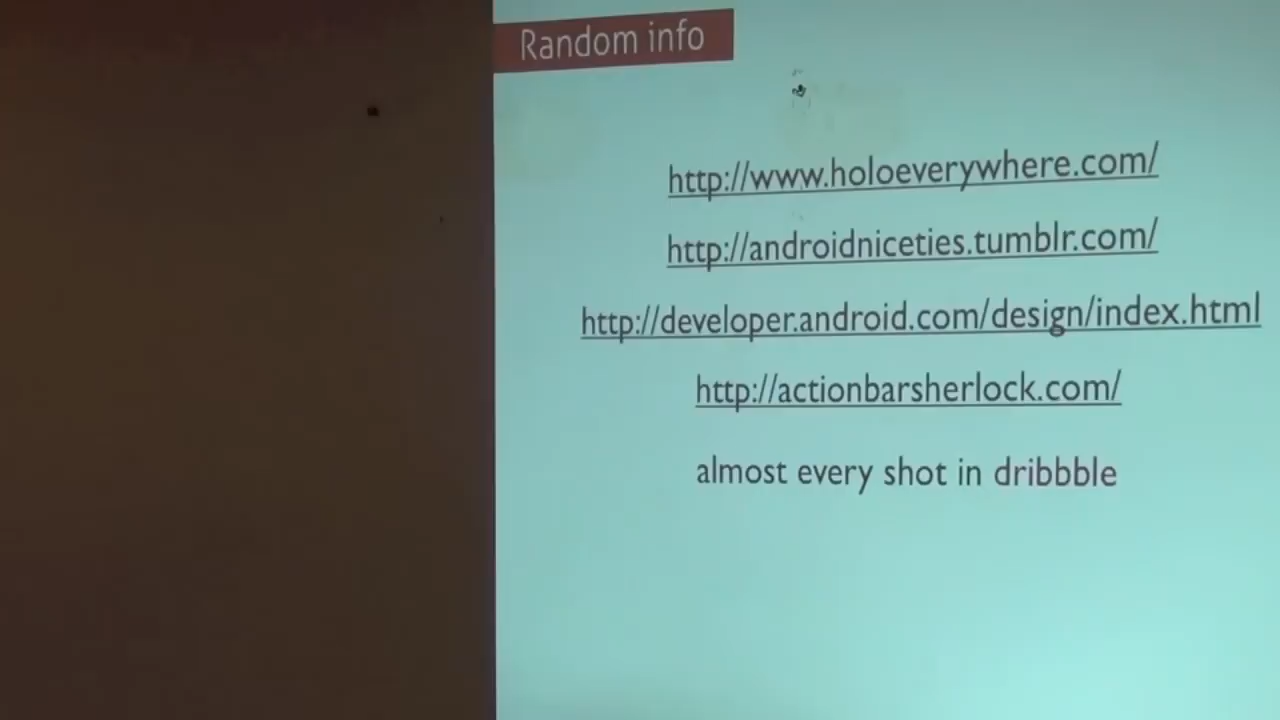 Random info
http://www.holoeverywhere.com/
http://androidniceties.tumblr.com/
http://developer.android.com/design/index.html
http://actionbarsherlock.com/
almost every shot in dribbble